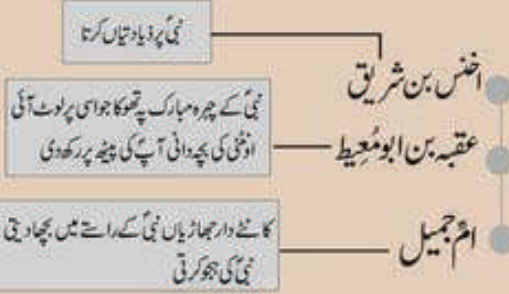 اخنس بن شریق
نبیؐ پر زیادتیاں کرتا
عقبہ بن ابو مُعِیط
نبیؐ کے چہرہ مبارک پہ تھوکا جو اسی پر لوٹ آئی
اونٹنی کی بچہ دانی آپؐ کی پیٹھ پر رکھ دی
امّ جمیل
کانٹے دار جھاڑیاں نبیؐ کے راستے میں بچھا دیتی
نبیؐ کی ہجو کرتی